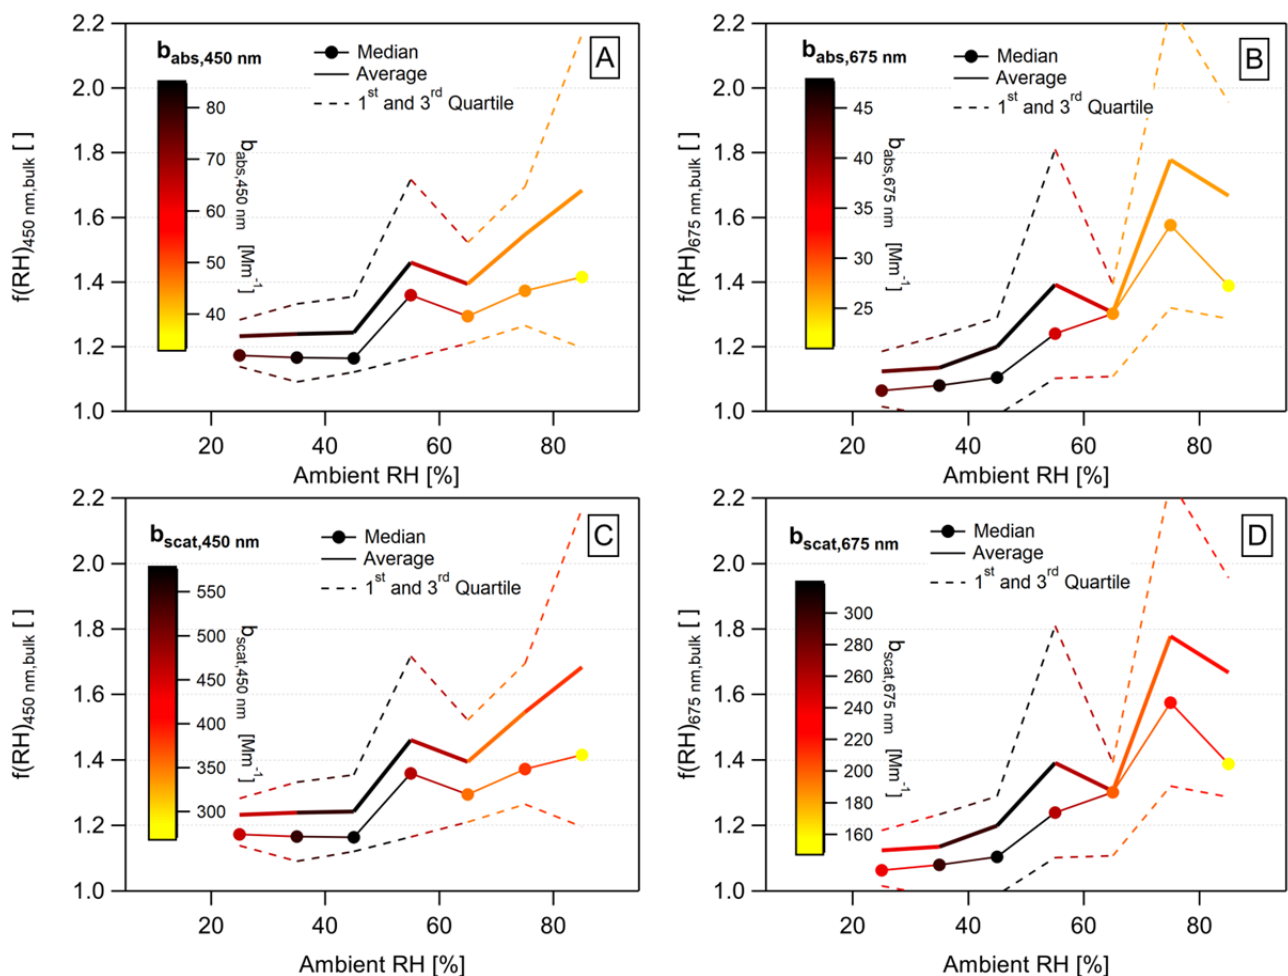 A
b_abs,450 nm
Median
Average
1st and 3rd Quartile
80
70
60
50
40
b_abs,450 nm [Mm^-1]
2.2
2.0
1.8
1.6
1.4
1.2
1.0
f(RH)450 nm,bulk [ ]
20 40 60 80
Ambient RH [%]
B
b_abs,675 nm
Median
Average
1st and 3rd Quartile
45
40
35
30
25
b_abs,675 nm [Mm^-1]
2.2
2.0
1.8
1.6
1.4
1.2
1.0
f(RH)675 nm,bulk [ ]
20 40 60 80
Ambient RH [%]
C
b_scat,450 nm
Median
Average
1st and 3rd Quartile
550
500
450
400
350
300
b_scat,450 nm [Mm^-1]
2.2
2.0
1.8
1.6
1.4
1.2
1.0
f(RH)450 nm,bulk [ ]
20 40 60 80
Ambient RH [%]
D
b_scat,675 nm
Median
Average
1st and 3rd Quartile
300
280
260
240
220
200
180
160
b_scat,675 nm [Mm^-1]
2.2
2.0
1.8
1.6
1.4
1.2
1.0
f(RH)675 nm,bulk [ ]
20 40 60 80
Ambient RH [%]